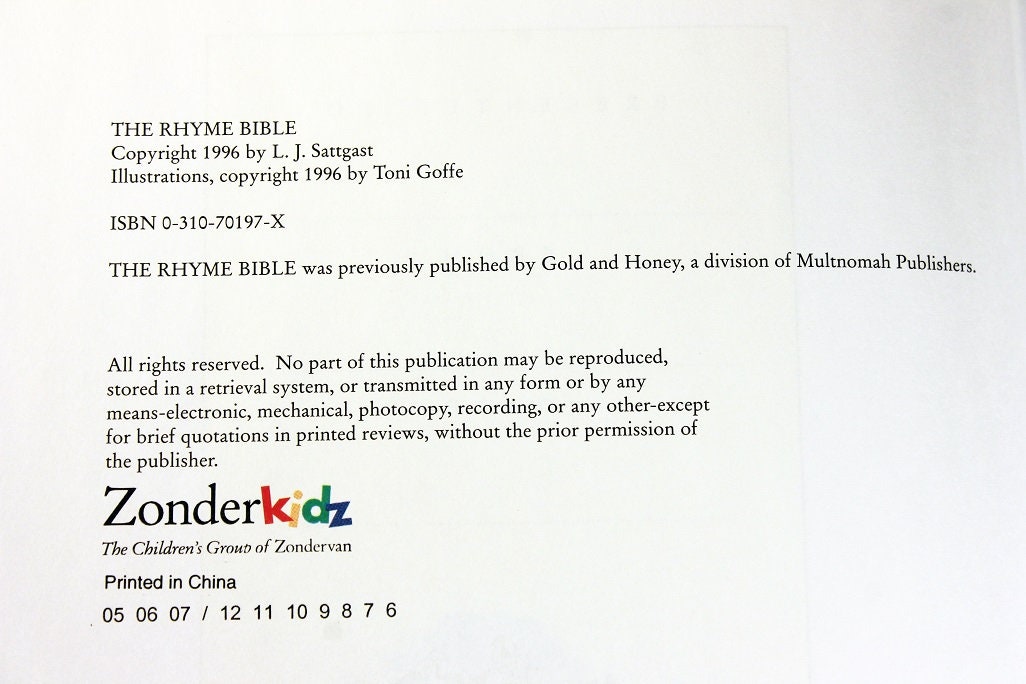 THE RHYME BIBLE
Copyright 1996 by L. J. Sattgast
Illustrations, copyright 1996 by Toni Goffe
ISBN 0-310-70197-X
THE RHYME BIBLE was previously published by Gold and Honey, a division of Multnomah Publishers.
All rights reserved. No part of this publication may be reproduced,
stored in a retrieval system, or transmitted in any form or by any
means-electronic, mechanical, photocopy, recording, or any other-except
for brief quotations in printed reviews, without the prior permission of
the publisher.
Zonderkidz
The Children's Group of Zondervan
Printed in China
05 06 07 / 12 11 10 9 8 7 6